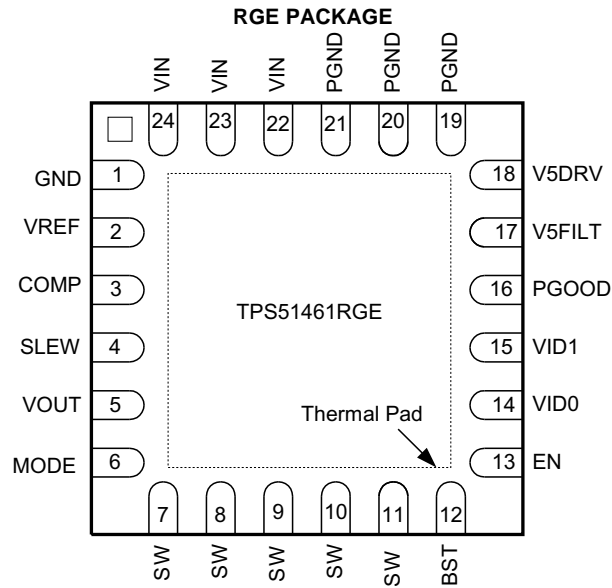 RGE PACKAGE
VIN VIN VIN PGND PGND PGND
24 23 22 21 20 19
GND 1
VREF 2
COMP 3
SLEW 4
VOUT 5
MODE 6
18 V5DRV
17 V5FILT
16 PGOOD
15 VID1
14 VID0
13 EN
TPS51461RGE
Thermal Pad
7 8 9 10 11 12
SW SW SW SW SW BST